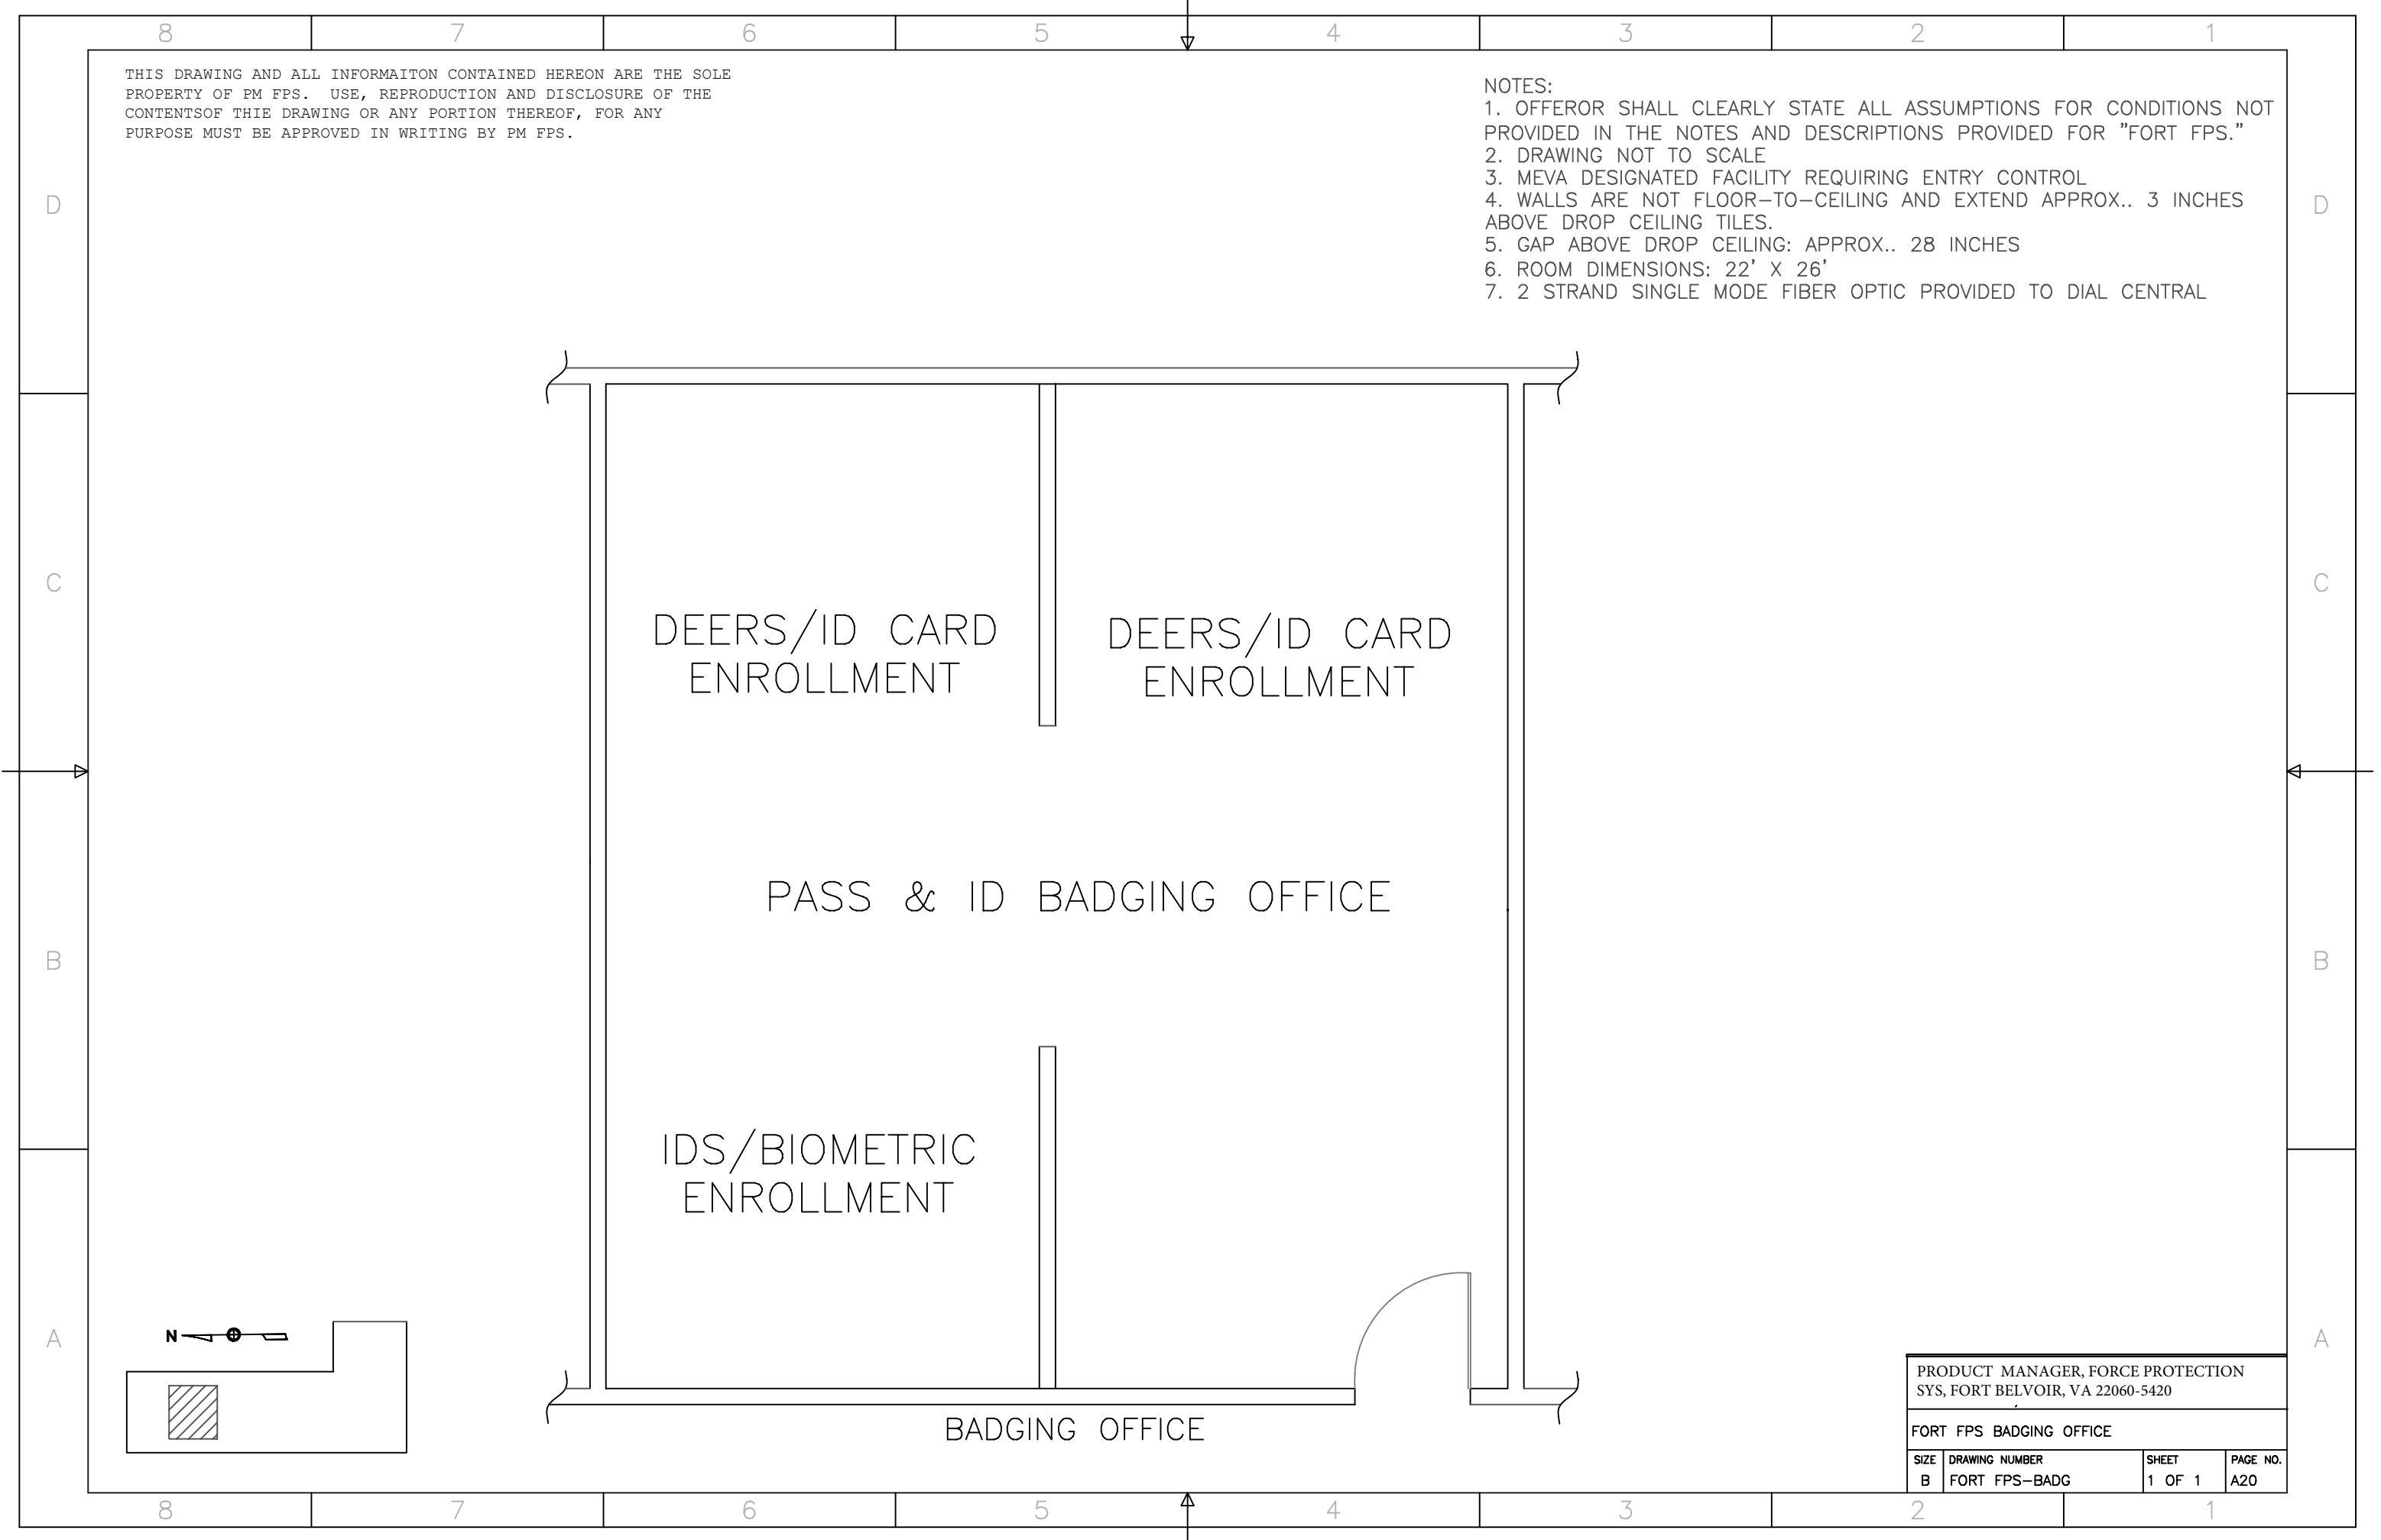 8 7 6 5 4 3 2 1
THIS DRAWING AND ALL INFORMAITON CONTAINED HEREON ARE THE SOLE
PROPERTY OF PM FPS. USE, REPRODUCTION AND DISCLOSURE OF THE
CONTENTSOF THIE DRAWING OR ANY PORTION THEREOF, FOR ANY
PURPOSE MUST BE APPROVED IN WRITING BY PM FPS.
NOTES:
1. OFFEROR SHALL CLEARLY STATE ALL ASSUMPTIONS FOR CONDITIONS NOT
PROVIDED IN THE NOTES AND DESCRIPTIONS PROVIDED FOR "FORT FPS."
2. DRAWING NOT TO SCALE
3. MEVA DESIGNATED FACILITY REQUIRING ENTRY CONTROL
4. WALLS ARE NOT FLOOR-TO-CEILING AND EXTEND APPROX.. 3 INCHES
ABOVE DROP CEILING TILES.
5. GAP ABOVE DROP CEILING: APPROX.. 28 INCHES
6. ROOM DIMENSIONS: 22' X 26'
7. 2 STRAND SINGLE MODE FIBER OPTIC PROVIDED TO DIAL CENTRAL
D D
C C
DEERS/ID CARD
ENROLLMENT
DEERS/ID CARD
ENROLLMENT
PASS & ID BADGING OFFICE
B B
IDS/BIOMETRIC
ENROLLMENT
A A
N
BADGING OFFICE
PRODUCT MANAGER, FORCE PROTECTION
SYS, FORT BELVOIR, VA 22060-5420
FORT FPS BADGING OFFICE
SIZE DRAWING NUMBER SHEET PAGE NO.
B FORT FPS-BADG 1 OF 1 A20
8 7 6 5 4 3 2 1